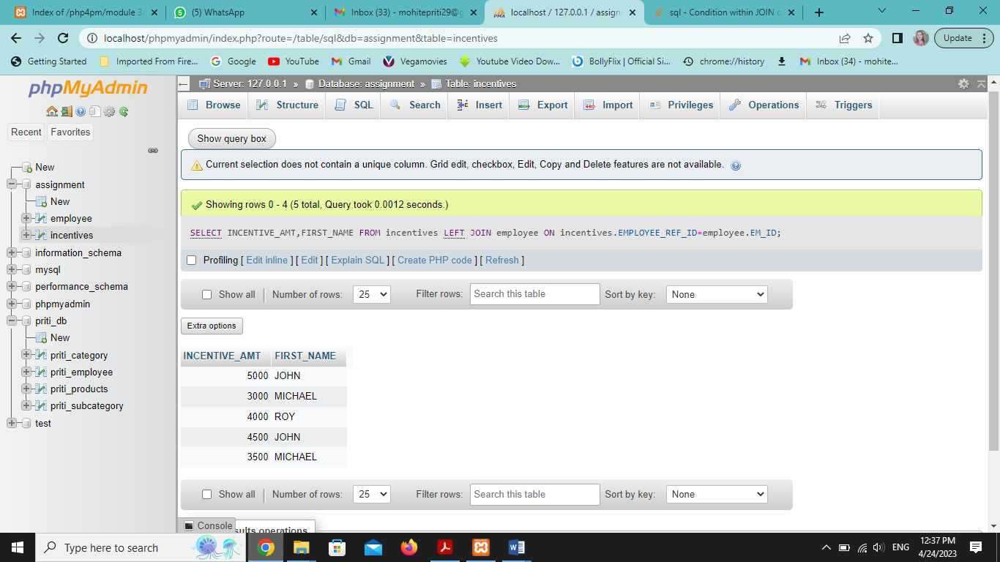 Index of /php4pm/module 3/
(5) WhatsApp
Inbox (33) - mohitepriti29@g
localhost / 127.0.0.1 / assignm
sql - Condition within JOIN o
localhost/phpmyadmin/index.php?route=/table/sql&db=assignment&table=incentives
Update
Getting Started
Imported From Fire...
Google
YouTube
Gmail
Vegamovies
Youtube Video Dow...
BollyFlix | Official Si...
chrome://history
Inbox (34) - mohite...
phpMyAdmin
Recent
Favorites
New
assignment
New
employee
incentives
information_schema
mysql
performance_schema
phpmyadmin
priti_db
New
priti_category
priti_employee
priti_products
priti_subcategory
test
Server: 127.0.0.1 » Database: assignment » Table: incentives
Browse
Structure
SQL
Search
Insert
Export
Import
Privileges
Operations
Triggers
Show query box
Current selection does not contain a unique column. Grid edit, checkbox, Edit, Copy and Delete features are not available.
Showing rows 0 - 4 (5 total, Query took 0.0012 seconds.)
SELECT INCENTIVE_AMT,FIRST_NAME FROM incentives LEFT JOIN employee ON incentives.EMPLOYEE_REF_ID=employee.EM_ID;
Profiling [ Edit inline ] [ Edit ] [ Explain SQL ] [ Create PHP code ] [ Refresh ]
Show all | Number of rows: 25 Filter rows: Search this table Sort by key: None
Extra options
INCENTIVE_AMT FIRST_NAME
5000 JOHN
3000 MICHAEL
4000 ROY
4500 JOHN
3500 MICHAEL
Show all | Number of rows: 25 Filter rows: Search this table Sort by key: None
Console
sults operations
Type here to search
ENG
12:37 PM
4/24/2023